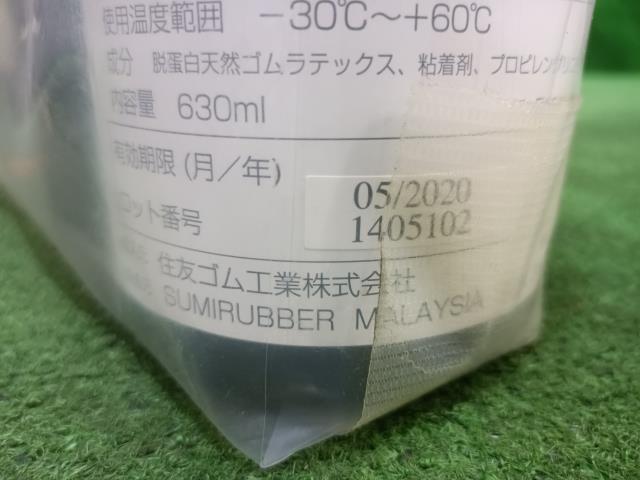 使用温度範囲 －30℃〜＋60℃
成分 脱蛋白天然ゴムラテックス、粘着剤、プロピレングリコ
内容量 630ml
有効期限 (月／年) 05/2020
ロット番号 1405102
住友ゴム工業株式会社
SUMIRUBBER MALAYSIA